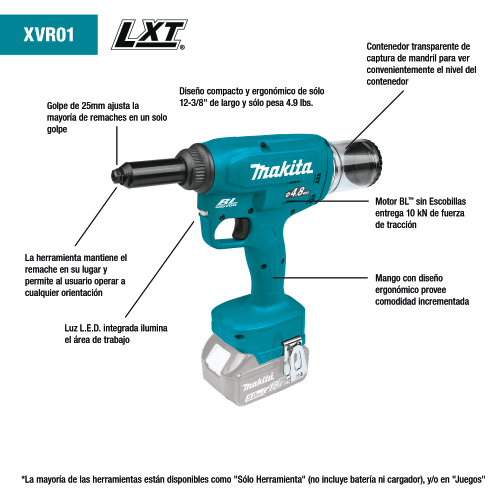 XVR01
LXT®
Contenedor transparente de
captura de mandril para ver
convenientemente el nivel del
contenedor
Diseño compacto y ergonómico de sólo
12-3/8" de largo y sólo pesa 4.9 lbs.
Golpe de 25mm ajusta la
mayoría de remaches en un solo
golpe
Makita
ø4.8mm
BL
Motor BL™ sin Escobillas
entrega 10 kN de fuerza
de tracción
La herramienta mantiene el
remache en su lugar y
permite al usuario operar a
cualquier orientación
Mango con diseño
ergonómico provee
comodidad incrementada
Luz L.E.D. integrada ilumina
el área de trabajo
Makita
*La mayoría de las herramientas están disponibles como "Sólo Herramienta" (no incluye batería ni cargador), y/o en "Juegos"